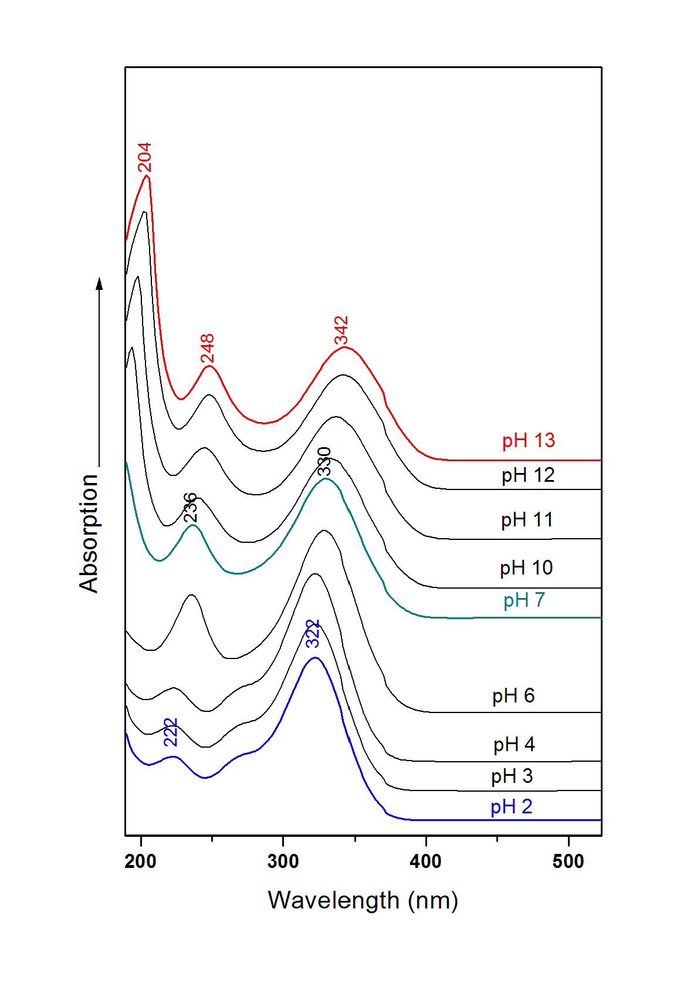 204
248
342
pH 13
330
pH 12
236
pH 11
pH 10
pH 7
322
pH 6
222
pH 4
pH 3
pH 2
Absorption
200 300 400 500
Wavelength (nm)